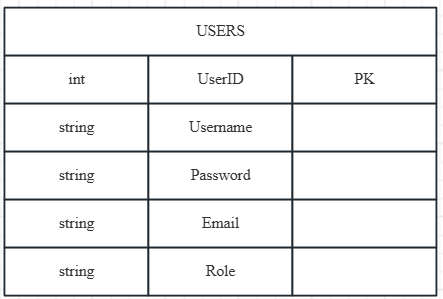 USERS
int UserID PK
string Username
string Password
string Email
string Role